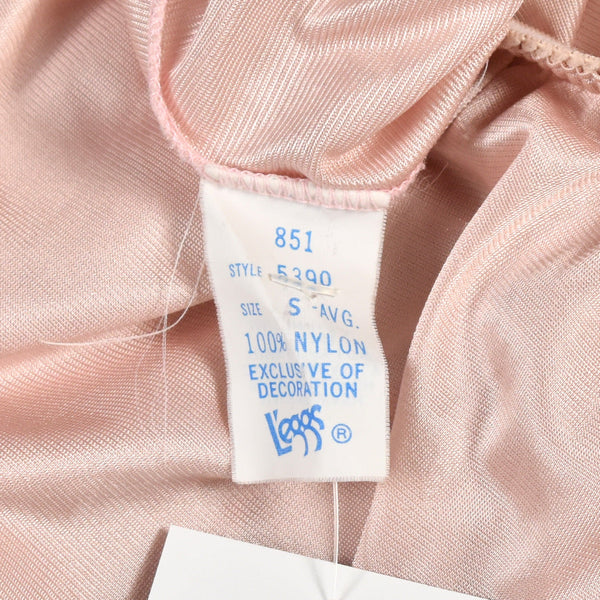 851
STYLE 5390
SIZE S-AVG.
100% NYLON
EXCLUSIVE OF
DECORATION
L'eggs ®